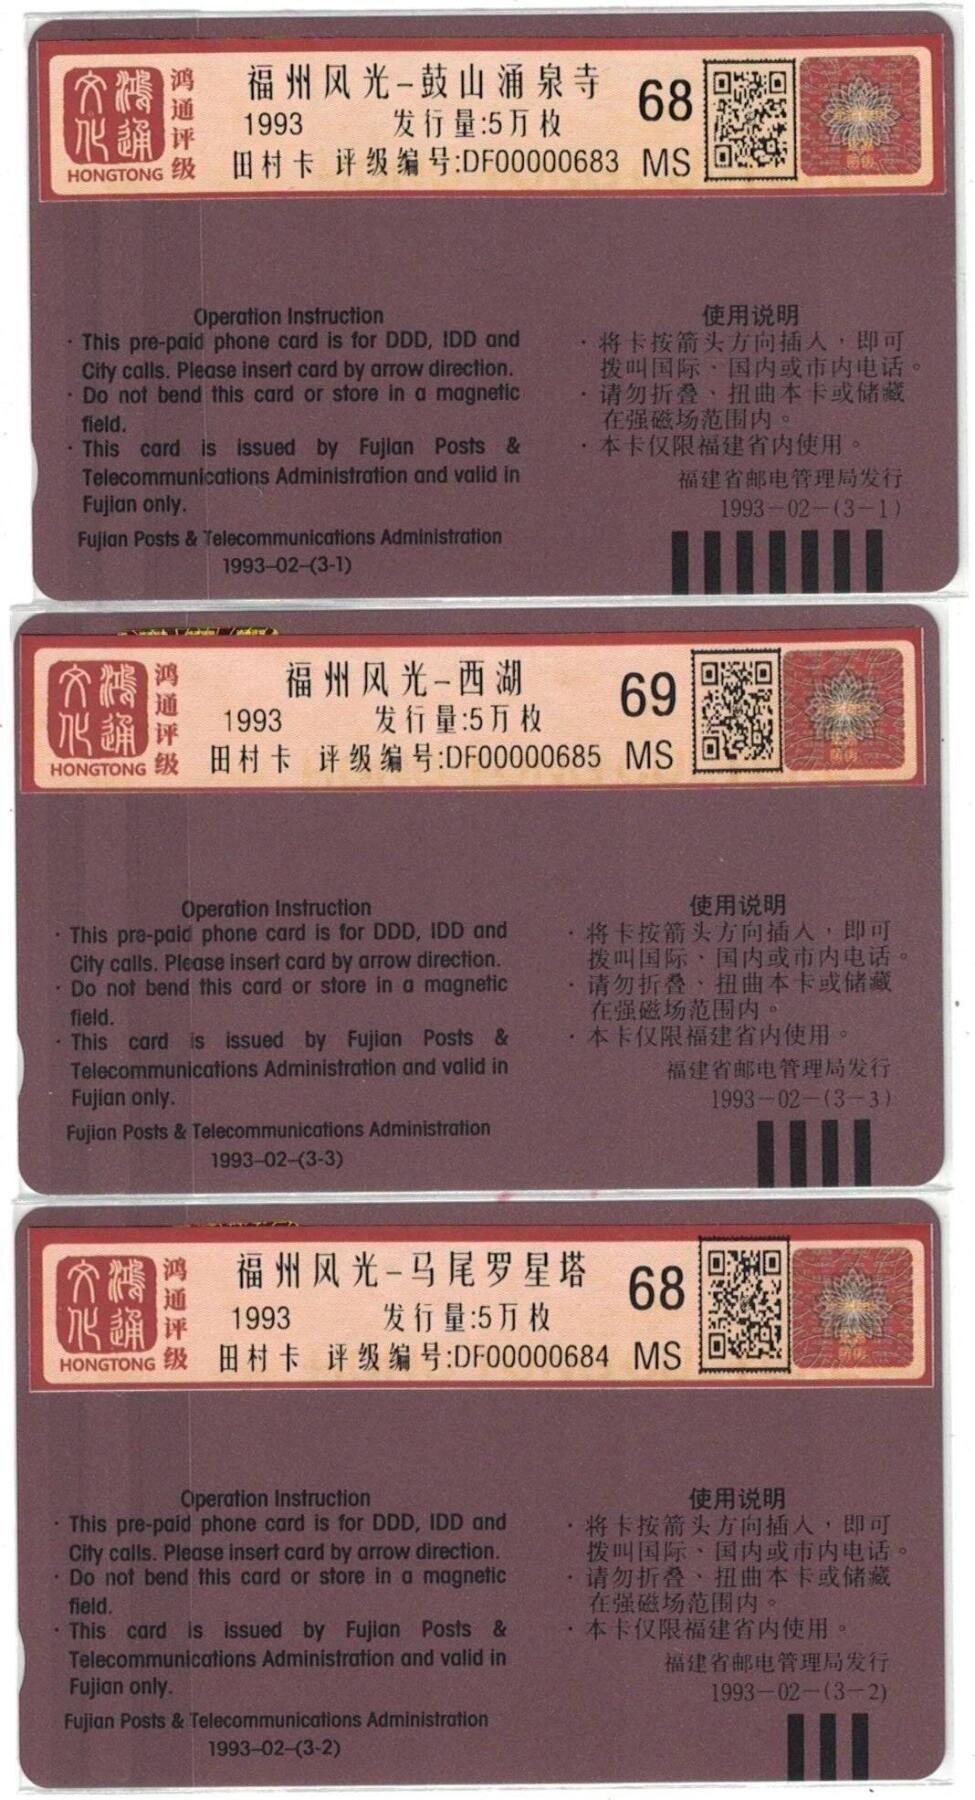 鸿通
文化
HONGTONG
鸿通评级
福州风光-鼓山涌泉寺
1993 发行量:5万枚
田村卡 评级编号:DF00000683
68
MS
Operation Instruction
· This pre-paid phone card is for DDD, IDD and
City calls. Please insert card by arrow direction.
· Do not bend this card or store in a magnetic
field.
· This card is issued by Fujian Posts &
Telecommunications Administration and valid in
Fujian only.
Fujian Posts & Telecommunications Administration
1993-02-(3-1)
使用说明
· 将卡按箭头方向插入，即可
拨叫国际、国内或市内电话。
· 请勿折叠、扭曲本卡或储藏
在强磁场范围内。
· 本卡仅限福建省内使用。
福建省邮电管理局发行
1993-02-(3-1)
鸿通
文化
HONGTONG
鸿通评级
福州风光-西湖
1993 发行量:5万枚
田村卡 评级编号:DF00000685
69
MS
Operation Instruction
· This pre-paid phone card is for DDD, IDD and
City calls. Please insert card by arrow direction.
· Do not bend this card or store in a magnetic
field.
· This card is issued by Fujian Posts &
Telecommunications Administration and valid in
Fujian only.
Fujian Posts & Telecommunications Administration
1993-02-(3-3)
使用说明
· 将卡按箭头方向插入，即可
拨叫国际、国内或市内电话。
· 请勿折叠、扭曲本卡或储藏
在强磁场范围内。
· 本卡仅限福建省内使用。
福建省邮电管理局发行
1993-02-(3-3)
鸿通
文化
HONGTONG
鸿通评级
福州风光-马尾罗星塔
1993 发行量:5万枚
田村卡 评级编号:DF00000684
68
MS
Operation Instruction
· This pre-paid phone card is for DDD, IDD and
City calls. Please insert card by arrow direction.
· Do not bend this card or store in a magnetic
field.
· This card is issued by Fujian Posts &
Telecommunications Administration and valid in
Fujian only.
Fujian Posts & Telecommunications Administration
1993-02-(3-2)
使用说明
· 将卡按箭头方向插入，即可
拨叫国际、国内或市内电话。
· 请勿折叠、扭曲本卡或储藏
在强磁场范围内。
· 本卡仅限福建省内使用。
福建省邮电管理局发行
1993-02-(3-2)